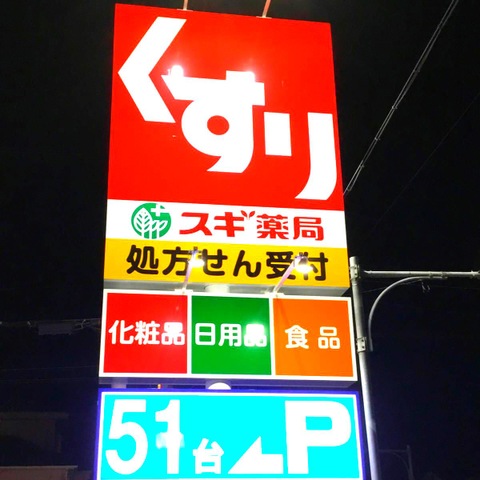 くすり
スギ薬局
処方せん受付
化粧品 日用品 食品
51台 P